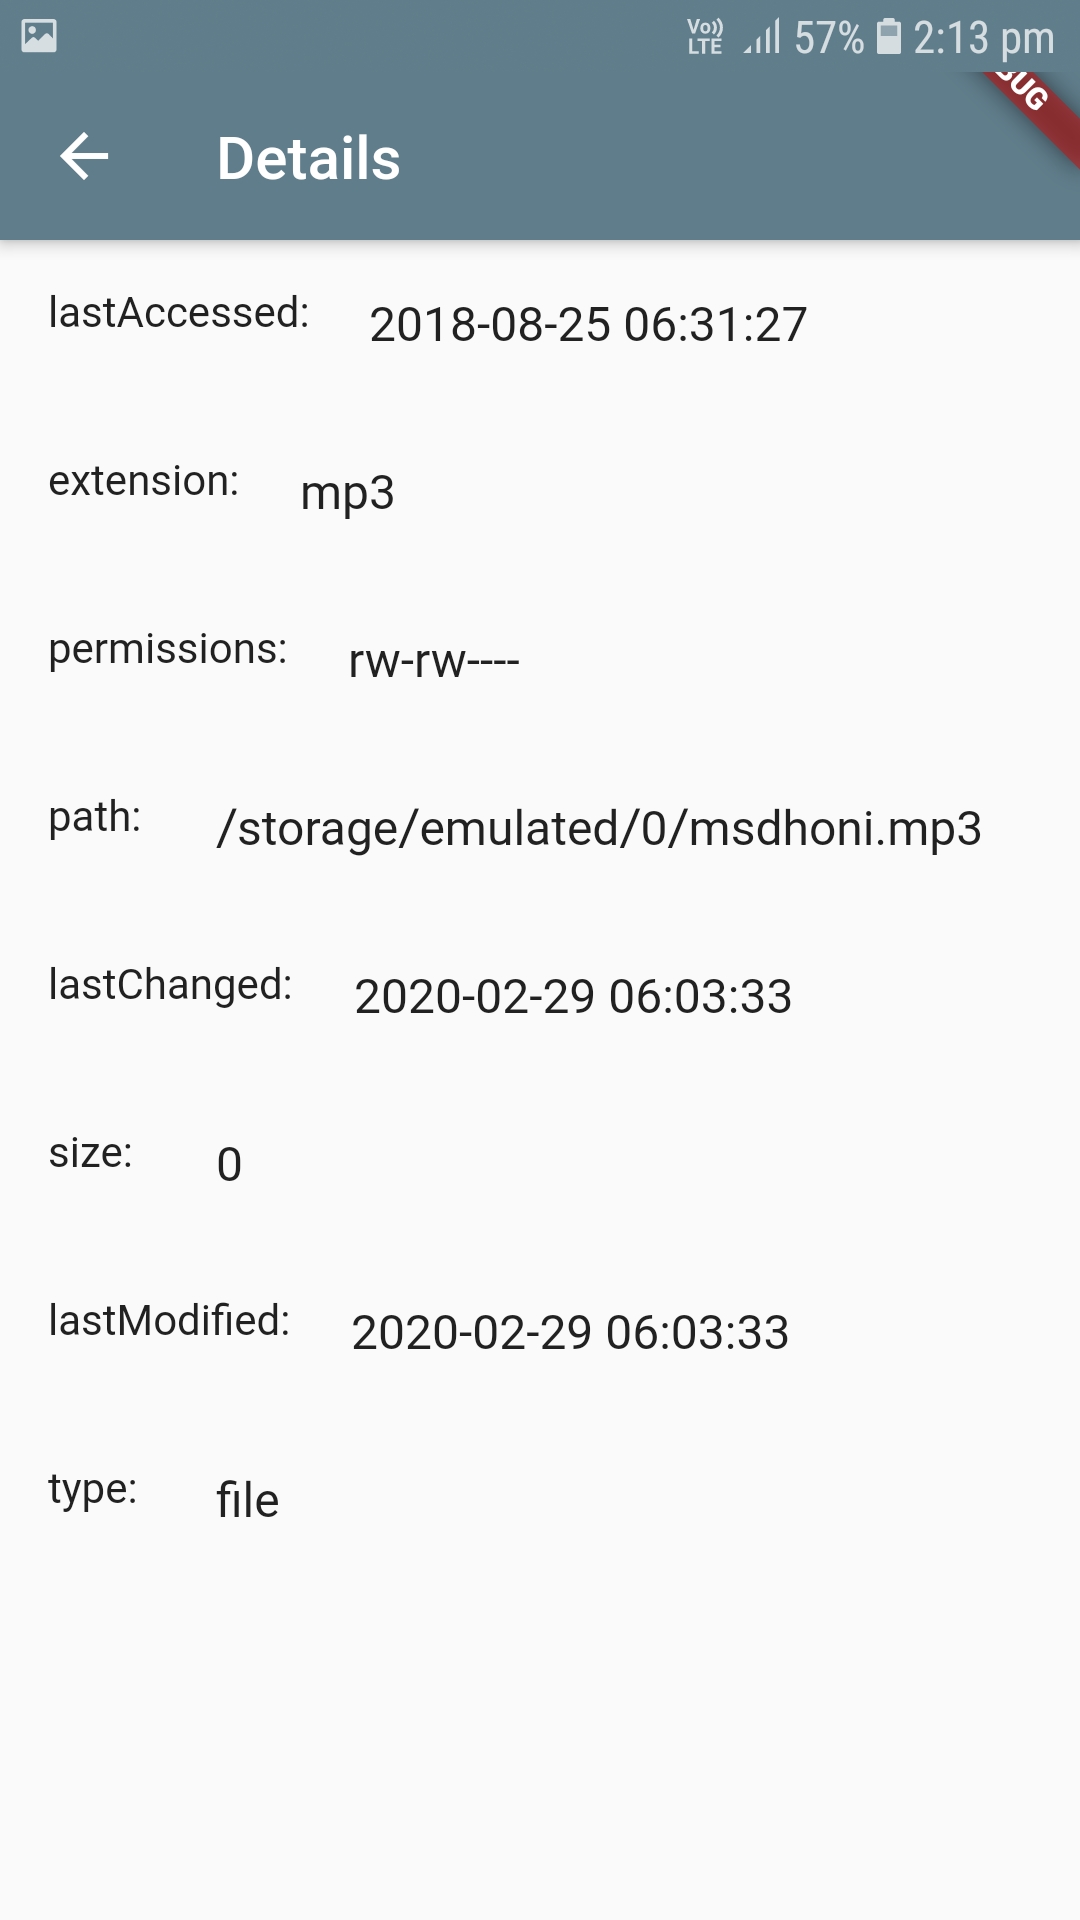 Vo)) LTE 57% 2:13 pm
Details
lastAccessed: 2018-08-25 06:31:27
extension: mp3
permissions: rw-rw----
path: /storage/emulated/0/msdhoni.mp3
lastChanged: 2020-02-29 06:03:33
size: 0
lastModified: 2020-02-29 06:03:33
type: file